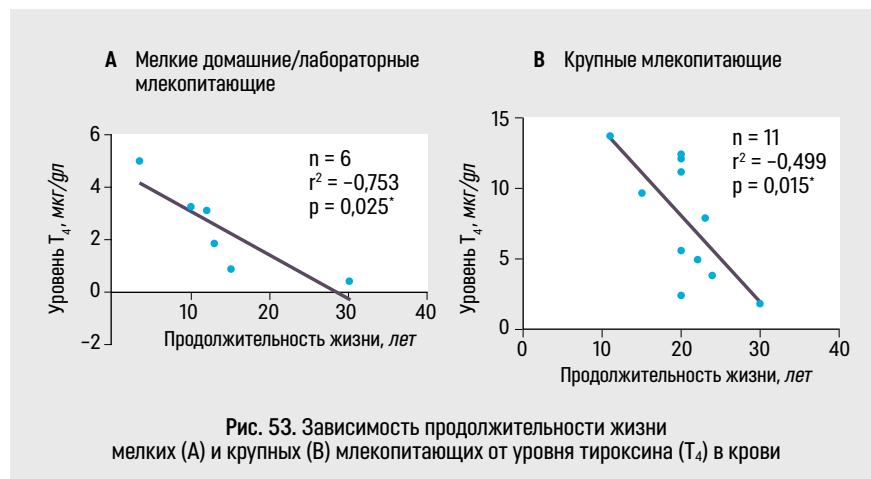 A Мелкие домашние/лабораторные
млекопитающие
6
4
2
0
−2
10
20
30
40
Уровень T₄, мкг/gл
n = 6
r² = −0,753
p = 0,025*
Продолжительность жизни, лет
B Крупные млекопитающие
15
10
5
0
0
10
20
30
40
Уровень T₄, мкг/gл
n = 11
r² = −0,499
p = 0,015*
Продолжительность жизни, лет
Рис. 53. Зависимость продолжительности жизни
мелких (A) и крупных (B) млекопитающих от уровня тироксина (T₄) в крови